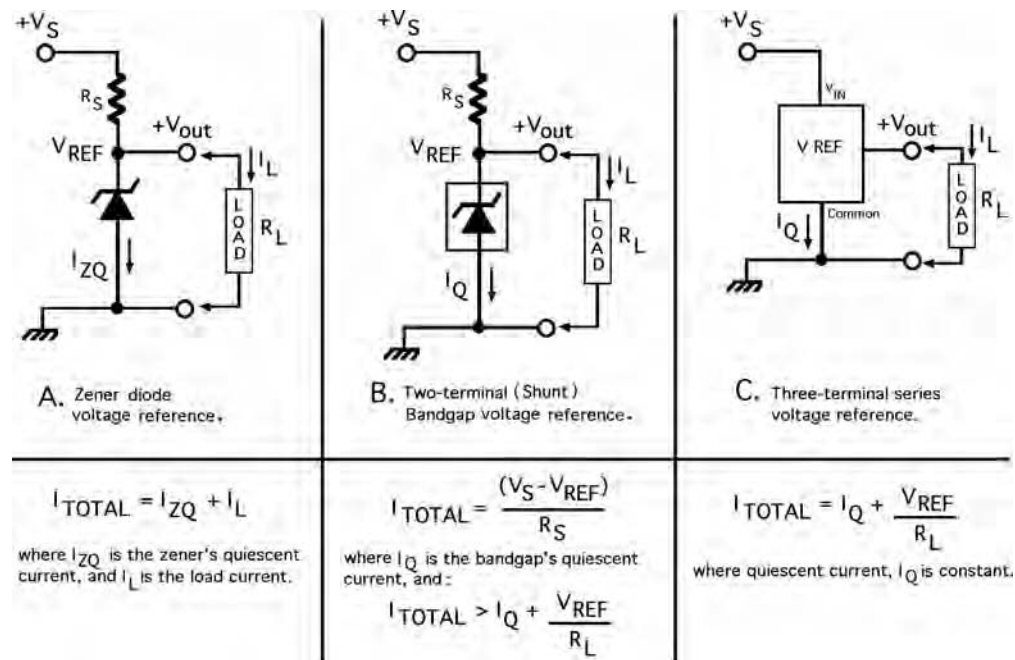 +VS
RS
VREF
+Vout
IL
LOAD
RL
IZQ
A. Zener diode
voltage reference.
ITOTAL = IZQ + IL
where IZQ is the zener's quiescent
current, and IL is the load current.
+VS
RS
VREF
+Vout
IL
LOAD
RL
IQ
B. Two-terminal (Shunt)
Bandgap voltage reference.
ITOTAL = (VS - VREF)
RS
where IQ is the bandgap's quiescent
current, and :
ITOTAL > IQ + VREF
RL
+VS
VIN
V REF
+Vout
IL
LOAD
RL
Common
IQ
C. Three-terminal series
voltage reference.
ITOTAL = IQ + VREF
RL
where quiescent current, IQ is constant.